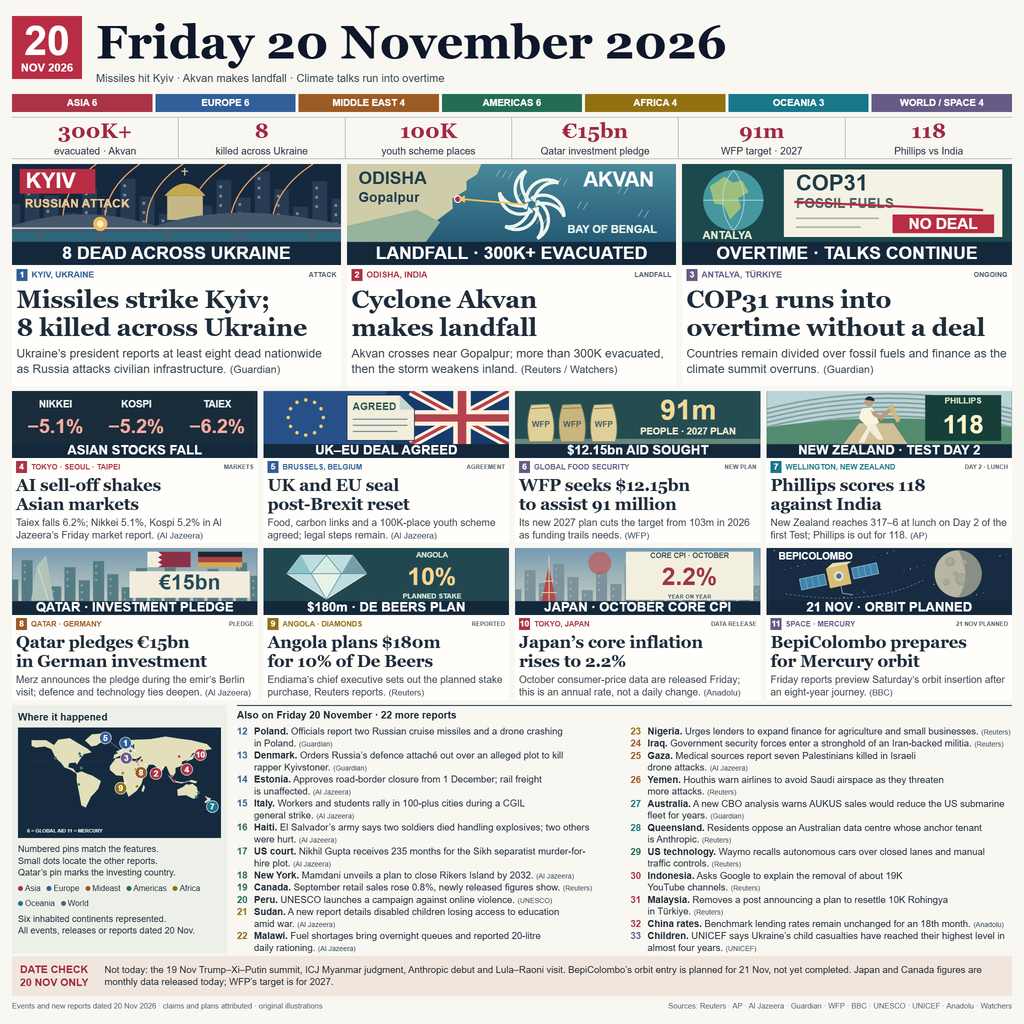 20
NOV 2026
Friday 20 November 2026
Missiles hit Kyiv · Akvan makes landfall · Climate talks run into overtime
ASIA 6
EUROPE 6
MIDDLE EAST 4
AMERICAS 6
AFRICA 4
OCEANIA 3
WORLD / SPACE 4
300K+
evacuated · Akvan
8
killed across Ukraine
100K
youth scheme places
€15bn
Qatar investment pledge
91m
WFP target · 2027
118
Phillips vs India
KYIV
RUSSIAN ATTACK
8 DEAD ACROSS UKRAINE
1 KYIV, UKRAINE
ATTACK
Missiles strike Kyiv;
8 killed across Ukraine
Ukraine's president reports at least eight dead nationwide
as Russia attacks civilian infrastructure. (Guardian)
ODISHA
Gopalpur
AKVAN
BAY OF BENGAL
LANDFALL · 300K+ EVACUATED
2 ODISHA, INDIA
LANDFALL
Cyclone Akvan
makes landfall
Akvan crosses near Gopalpur; more than 300K evacuated,
then the storm weakens inland. (Reuters / Watchers)
ANTALYA
COP31
FOSSIL FUELS
NO DEAL
OVERTIME · TALKS CONTINUE
3 ANTALYA, TÜRKIYE
ONGOING
COP31 runs into
overtime without a deal
Countries remain divided over fossil fuels and finance as the
climate summit overruns. (Guardian)
NIKKEI
−5.1%
KOSPI
−5.2%
TAIEX
−6.2%
ASIAN STOCKS FALL
4 TOKYO · SEOUL · TAIPEI
MARKETS
AI sell-off shakes
Asian markets
Taiex falls 6.2%; Nikkei 5.1%, Kospi 5.2% in Al
Jazeera's Friday market report. (Al Jazeera)
AGREED
UK–EU DEAL AGREED
5 BRUSSELS, BELGIUM
AGREEMENT
UK and EU seal
post-Brexit reset
Food, carbon links and a 100K-place youth scheme
agreed; legal steps remain. (Al Jazeera)
WFP
WFP
WFP
91m
PEOPLE · 2027 PLAN
$12.15bn AID SOUGHT
6 GLOBAL FOOD SECURITY
NEW PLAN
WFP seeks $12.15bn
to assist 91 million
Its new 2027 plan cuts the target from 103m in 2026
as funding trails needs. (WFP)
PHILLIPS
118
NEW ZEALAND · TEST DAY 2
7 WELLINGTON, NEW ZEALAND
DAY 2 · LUNCH
Phillips scores 118
against India
New Zealand reaches 317–6 at lunch on Day 2 of the
first Test; Phillips is out for 118. (AP)
€15bn
QATAR · INVESTMENT PLEDGE
8 QATAR · GERMANY
PLEDGE
Qatar pledges €15bn
in German investment
Merz announces the pledge during the emir's Berlin
visit; defence and technology ties deepen. (Al Jazeera)
ANGOLA
10%
PLANNED STAKE
$180m · DE BEERS PLAN
9 ANGOLA · DIAMONDS
REPORTED
Angola plans $180m
for 10% of De Beers
Endiama's chief executive sets out the planned stake
purchase, Reuters reports. (Reuters)
CORE CPI · OCTOBER
2.2%
YEAR ON YEAR
JAPAN · OCTOBER CORE CPI
10 TOKYO, JAPAN
DATA RELEASE
Japan's core inflation
rises to 2.2%
October consumer-price data are released Friday;
this is an annual rate, not a daily change. (Anadolu)
BEPICOLOMBO
21 NOV · ORBIT PLANNED
11 SPACE · MERCURY
21 NOV PLANNED
BepiColombo prepares
for Mercury orbit
Friday reports preview Saturday's orbit insertion after
an eight-year journey. (BBC)
Where it happened
5
1
3
10
8
2
4
9
7
6 = GLOBAL AID 11 = MERCURY
Numbered pins match the features.
Small dots locate the other reports.
Qatar's pin marks the investing country.
Asia Europe Mideast Americas Africa
Oceania World
Six inhabited continents represented.
All events, releases or reports dated 20 Nov.
Also on Friday 20 November · 22 more reports
12 Poland. Officials report two Russian cruise missiles and a drone crashing
in Poland. (Guardian)
13 Denmark. Orders Russia's defence attaché out over an alleged plot to kill
rapper Kivstoner. (Guardian)
14 Estonia. Approves road-border closure from 1 December; rail freight
is unaffected. (Al Jazeera)
15 Italy. Workers and students rally in 100-plus cities during a CGIL
general strike. (Al Jazeera)
16 Haiti. El Salvador's army says two soldiers died handling explosives; two others
were hurt. (Al Jazeera)
17 US court. Nikhil Gupta receives 235 months for the Sikh separatist murder-for-
hire plot. (Al Jazeera)
18 New York. Mamdani unveils a plan to close Rikers Island by 2032. (Al Jazeera)
19 Canada. September retail sales rose 0.8%, newly released figures show. (Reuters)
20 Peru. UNESCO launches a campaign against online violence. (UNESCO)
21 Sudan. A new report details disabled children losing access to education
amid war. (Al Jazeera)
22 Malawi. Fuel shortages bring overnight queues and reported 20-litre
daily rationing. (Al Jazeera)
23 Nigeria. Urges lenders to expand finance for agriculture and small businesses. (Reuters)
24 Iraq. Government security forces enter a stronghold of an Iran-backed militia. (Reuters)
25 Gaza. Medical sources report seven Palestinians killed in Israeli
drone attacks. (Al Jazeera)
26 Yemen. Houthis warn airlines to avoid Saudi airspace as they threaten
more attacks. (Reuters)
27 Australia. A new CBO analysis warns AUKUS sales would reduce the US submarine
fleet for years. (Guardian)
28 Queensland. Residents oppose an Australian data centre whose anchor tenant
is Anthropic. (Reuters)
29 US technology. Waymo recalls autonomous cars over closed lanes and manual
traffic controls. (Reuters)
30 Indonesia. Asks Google to explain the removal of about 19K
YouTube channels. (Reuters)
31 Malaysia. Removes a post announcing a plan to resettle 10K Rohingya
in Türkiye. (Reuters)
32 China rates. Benchmark lending rates remain unchanged for an 18th month. (Anadolu)
33 Children. UNICEF says Ukraine's child casualties have reached their highest level in
almost four years. (UNICEF)
DATE CHECK
20 NOV ONLY
Not today: the 19 Nov Trump–Xi–Putin summit, ICJ Myanmar judgment, Anthropic debut and Lula–Raoni visit. BepiColombo's orbit entry is planned for 21 Nov, not yet completed. Japan and Canada figures are
monthly data released today; WFP's target is for 2027.
Events and new reports dated 20 Nov 2026 · claims and plans attributed · original illustrations
Sources: Reuters · AP · Al Jazeera · Guardian · WFP · BBC · UNESCO · UNICEF · Anadolu · Watchers